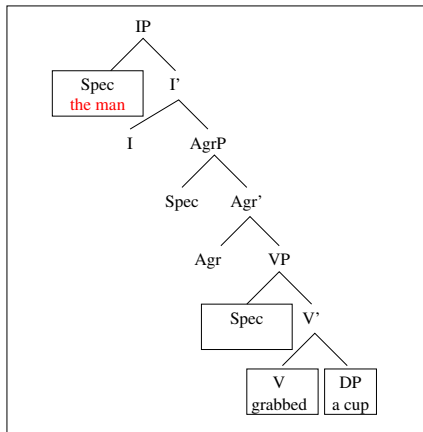 IP
Spec
the man
I'
I
AgrP
Spec
Agr'
Agr
VP
Spec
V'
V
grabbed
DP
a cup